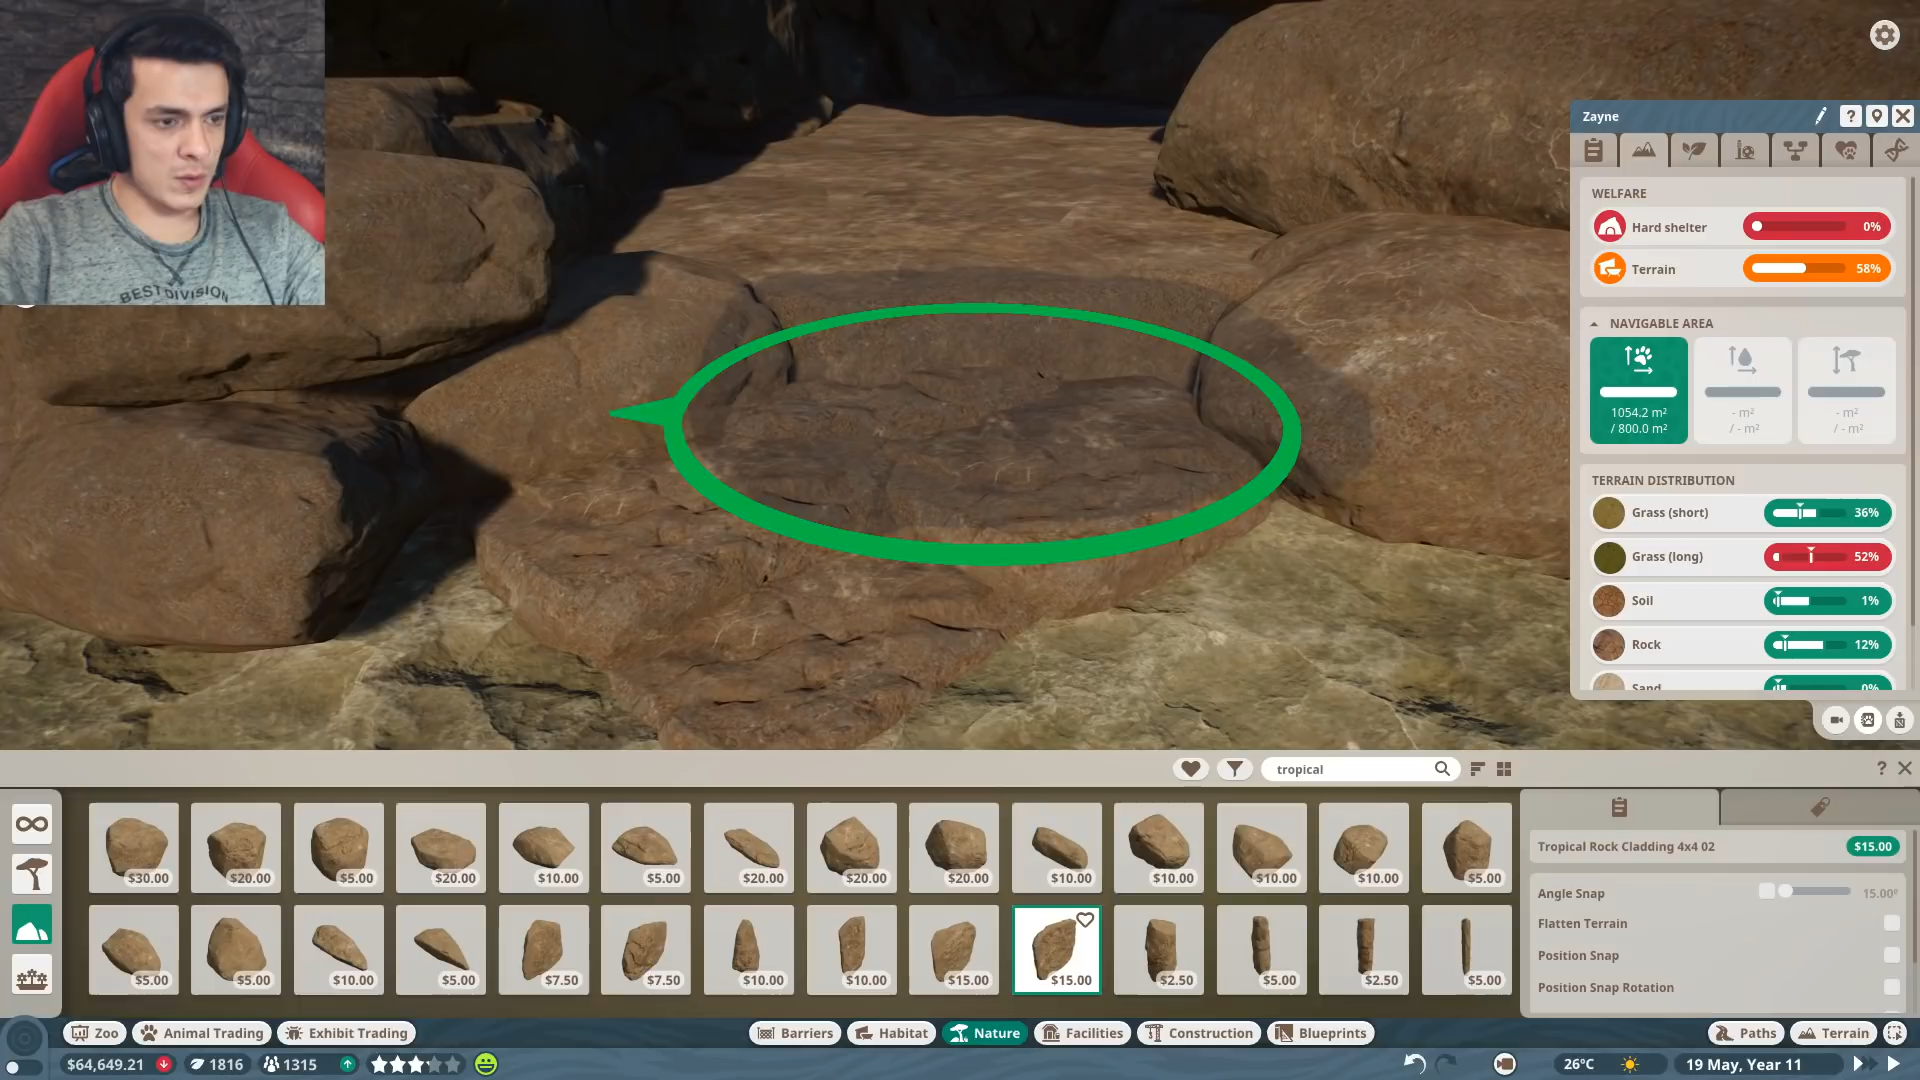 BEST DIVISION
Zayne
?
WELFARE
Hard shelter 0%
Terrain 58%
NAVIGABLE AREA
1054.2 m² / 800.0 m²
- m² / - m²
- m² / - m²
TERRAIN DISTRIBUTION
Grass (short) 36%
Grass (long) 52%
Soil 1%
Rock 12%
Sand 0%
tropical
?
$30.00 $20.00 $5.00 $20.00 $10.00 $5.00 $20.00 $20.00 $20.00 $10.00 $10.00 $10.00 $10.00 $5.00
$5.00 $5.00 $10.00 $5.00 $7.50 $7.50 $10.00 $10.00 $15.00 $15.00 $2.50 $5.00 $2.50 $5.00
Tropical Rock Cladding 4x4 02 $15.00
Angle Snap 15.00°
Flatten Terrain
Position Snap
Position Snap Rotation
Zoo Animal Trading Exhibit Trading Barriers Habitat Nature Facilities Construction Blueprints Paths Terrain
$64,649.21 1816 1315 26°C 19 May, Year 11